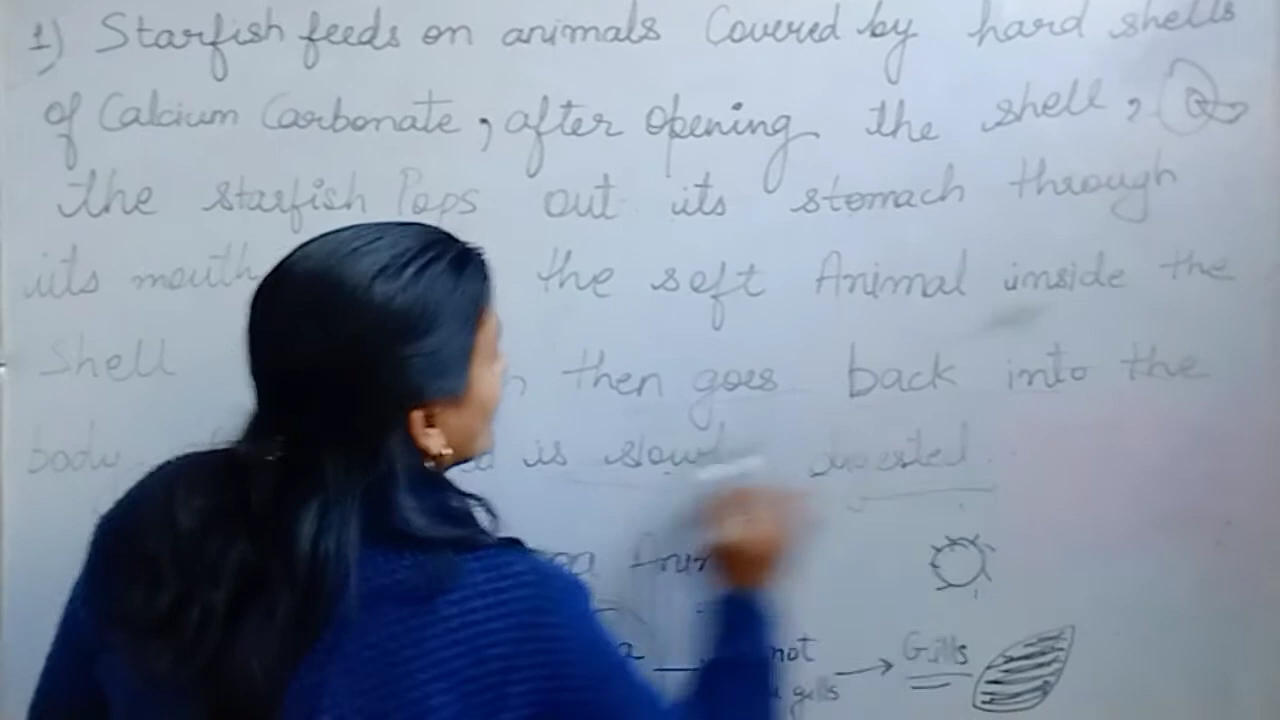 1) Starfish feeds on animals Covered by hard shells
of Calcium Carbonate, after opening the shell,
the starfish Pops out its stomach through
its mouth the soft Animal inside the
Shell then goes back into the
body is slowly digested.
not → Gills
gills